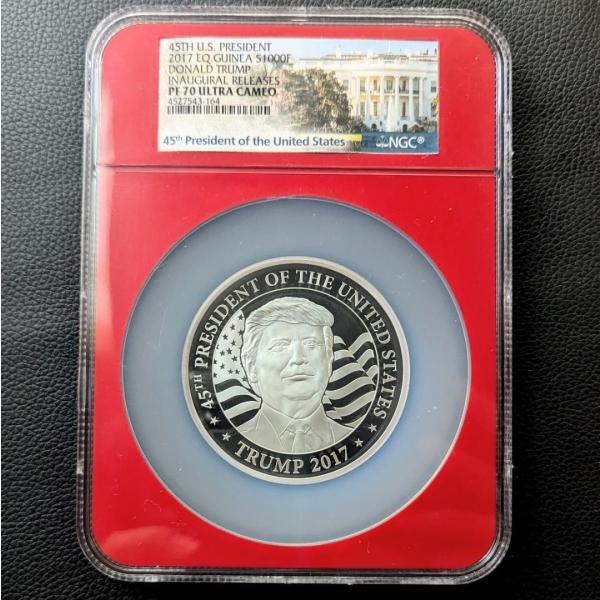 45TH U.S. PRESIDENT
2017 EQ GUINEA S1000F
DONALD TRUMP
INAUGURAL RELEASES
PF 70 ULTRA CAMEO
4527543-164
45th President of the United States
NGC®
45TH PRESIDENT OF THE UNITED STATES
TRUMP 2017